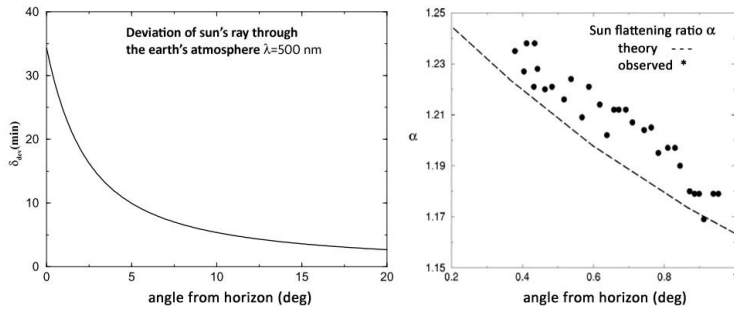 40
30
20
10
0
0
5
10
15
20
δdev(min)
angle from horizon (deg)
Deviation of sun's ray through
the earth's atmosphere λ=500 nm
1.25
1.23
1.21
1.19
1.17
1.15
0.2
0.4
0.6
0.8
1
α
angle from horizon (deg)
Sun flattening ratio α
theory ---
observed *